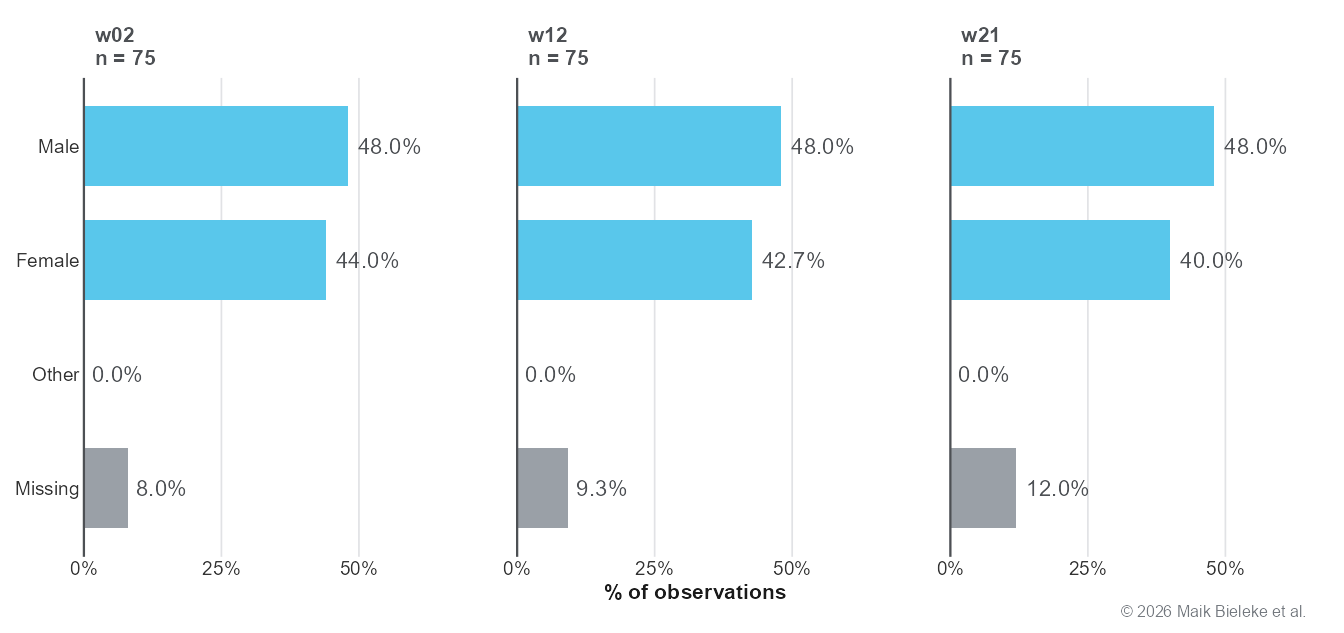 w02
n = 75
w12
n = 75
w21
n = 75
Male
48.0%
48.0%
48.0%
Female
44.0%
42.7%
40.0%
Other
0.0%
0.0%
0.0%
Missing
8.0%
9.3%
12.0%
0%
25%
50%
0%
25%
50%
0%
25%
50%
% of observations
© 2026 Maik Bieleke et al.